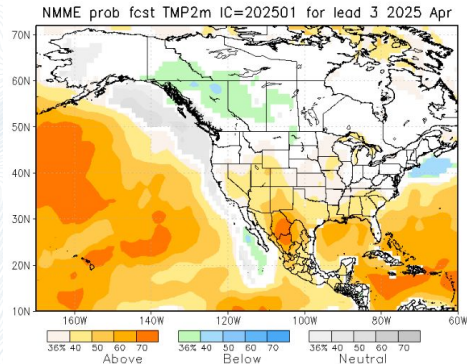 NMME prob fcst TMP2m IC=202501 for lead 3 2025 Apr
70N
60N
50N
40N
30N
20N
10N
160W 140W 120W 100W 80W 60W
36% 40 50 60 70 36% 40 50 60 70 36% 40 50 60 70
Above Below Neutral